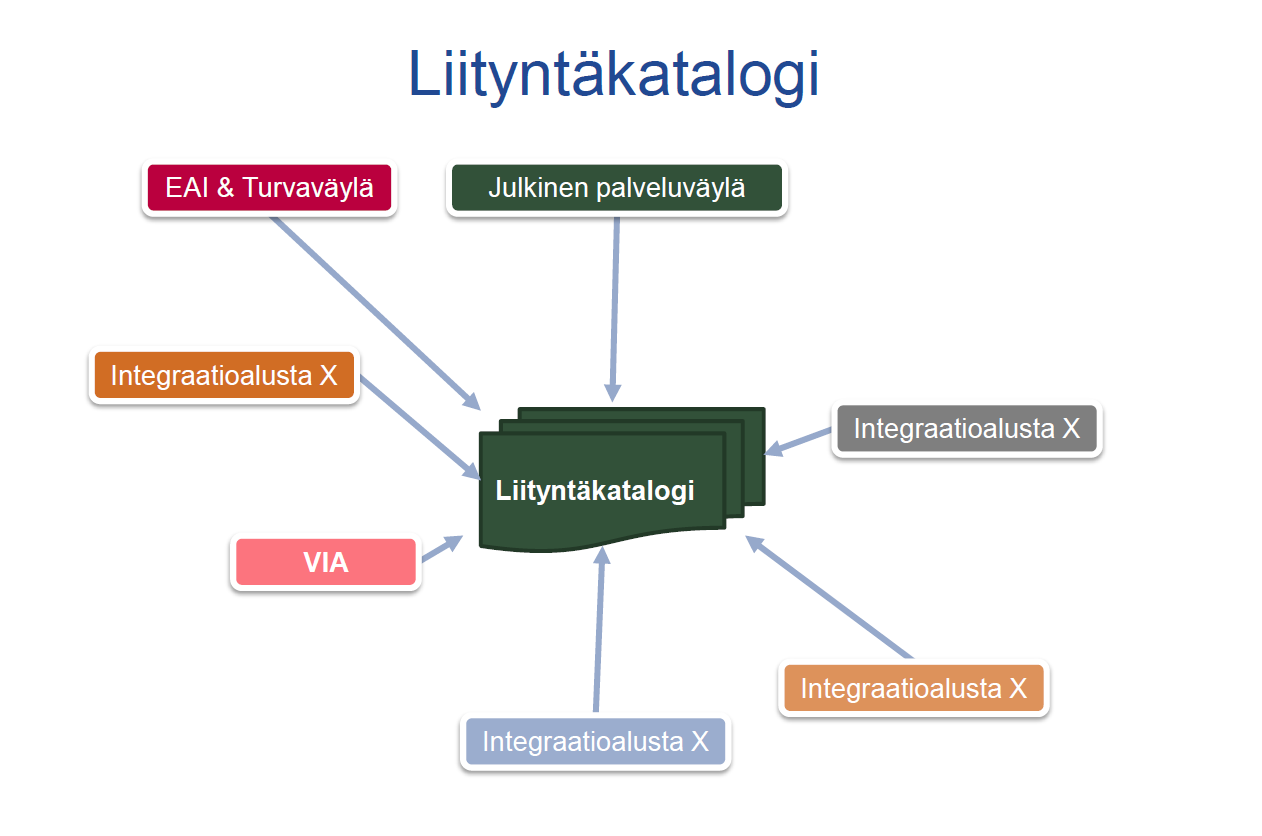 Liityntäkatalogi
EAI & Turvaväylä
Julkinen palveluväylä
Integraatioalusta X
Integraatioalusta X
Liityntäkatalogi
VIA
Integraatioalusta X
Integraatioalusta X